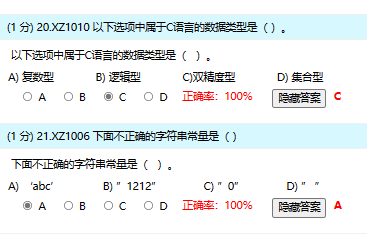 (1 分) 20.XZ1010 以下选项中属于C语言的数据类型是（ ）。
以下选项中属于C语言的数据类型是（ ）。
A) 复数型 B) 逻辑型 C)双精度型 D) 集合型
A B C D 正确率：100% 隐藏答案 C
(1 分) 21.XZ1006 下面不正确的字符串常量是（ ）
下面不正确的字符串常量是（ ）。
A) ‘abc’ B) ”1212” C) ”0” D) ” ”
A B C D 正确率：100% 隐藏答案 A